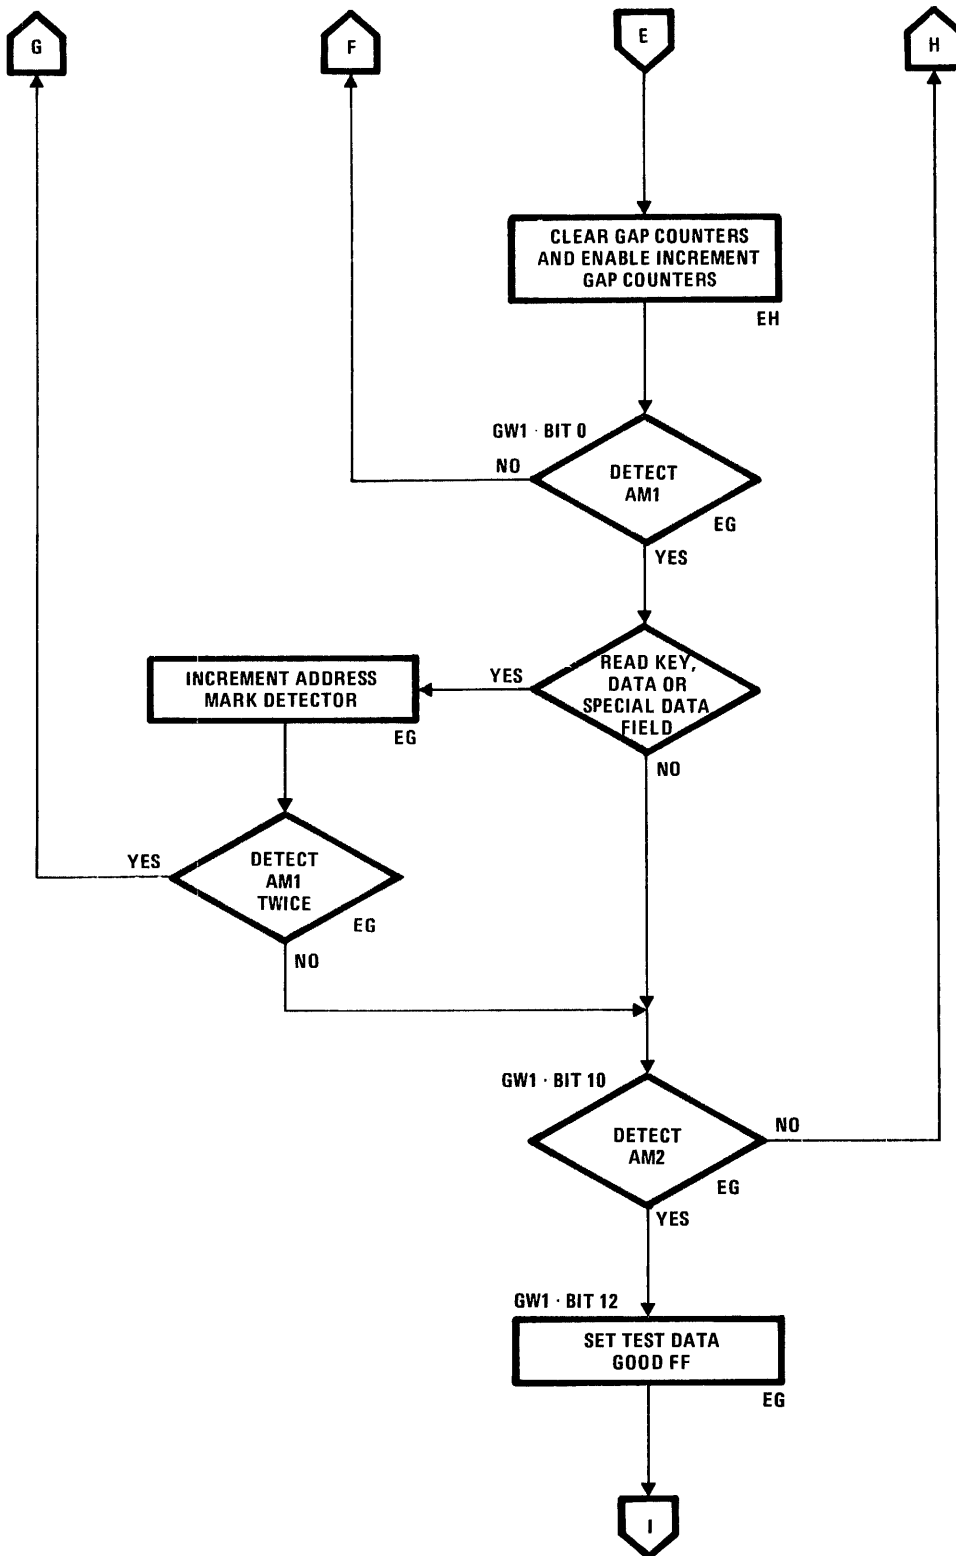 G
F
E
H
CLEAR GAP COUNTERS
AND ENABLE INCREMENT
GAP COUNTERS
EH
GW1 · BIT 0
NO
DETECT
AM1
EG
YES
READ KEY,
DATA OR
SPECIAL DATA
FIELD
YES
NO
INCREMENT ADDRESS
MARK DETECTOR
EG
YES
DETECT
AM1
TWICE
EG
NO
GW1 · BIT 10
DETECT
AM2
NO
EG
YES
GW1 · BIT 12
SET TEST DATA
GOOD FF
EG
I